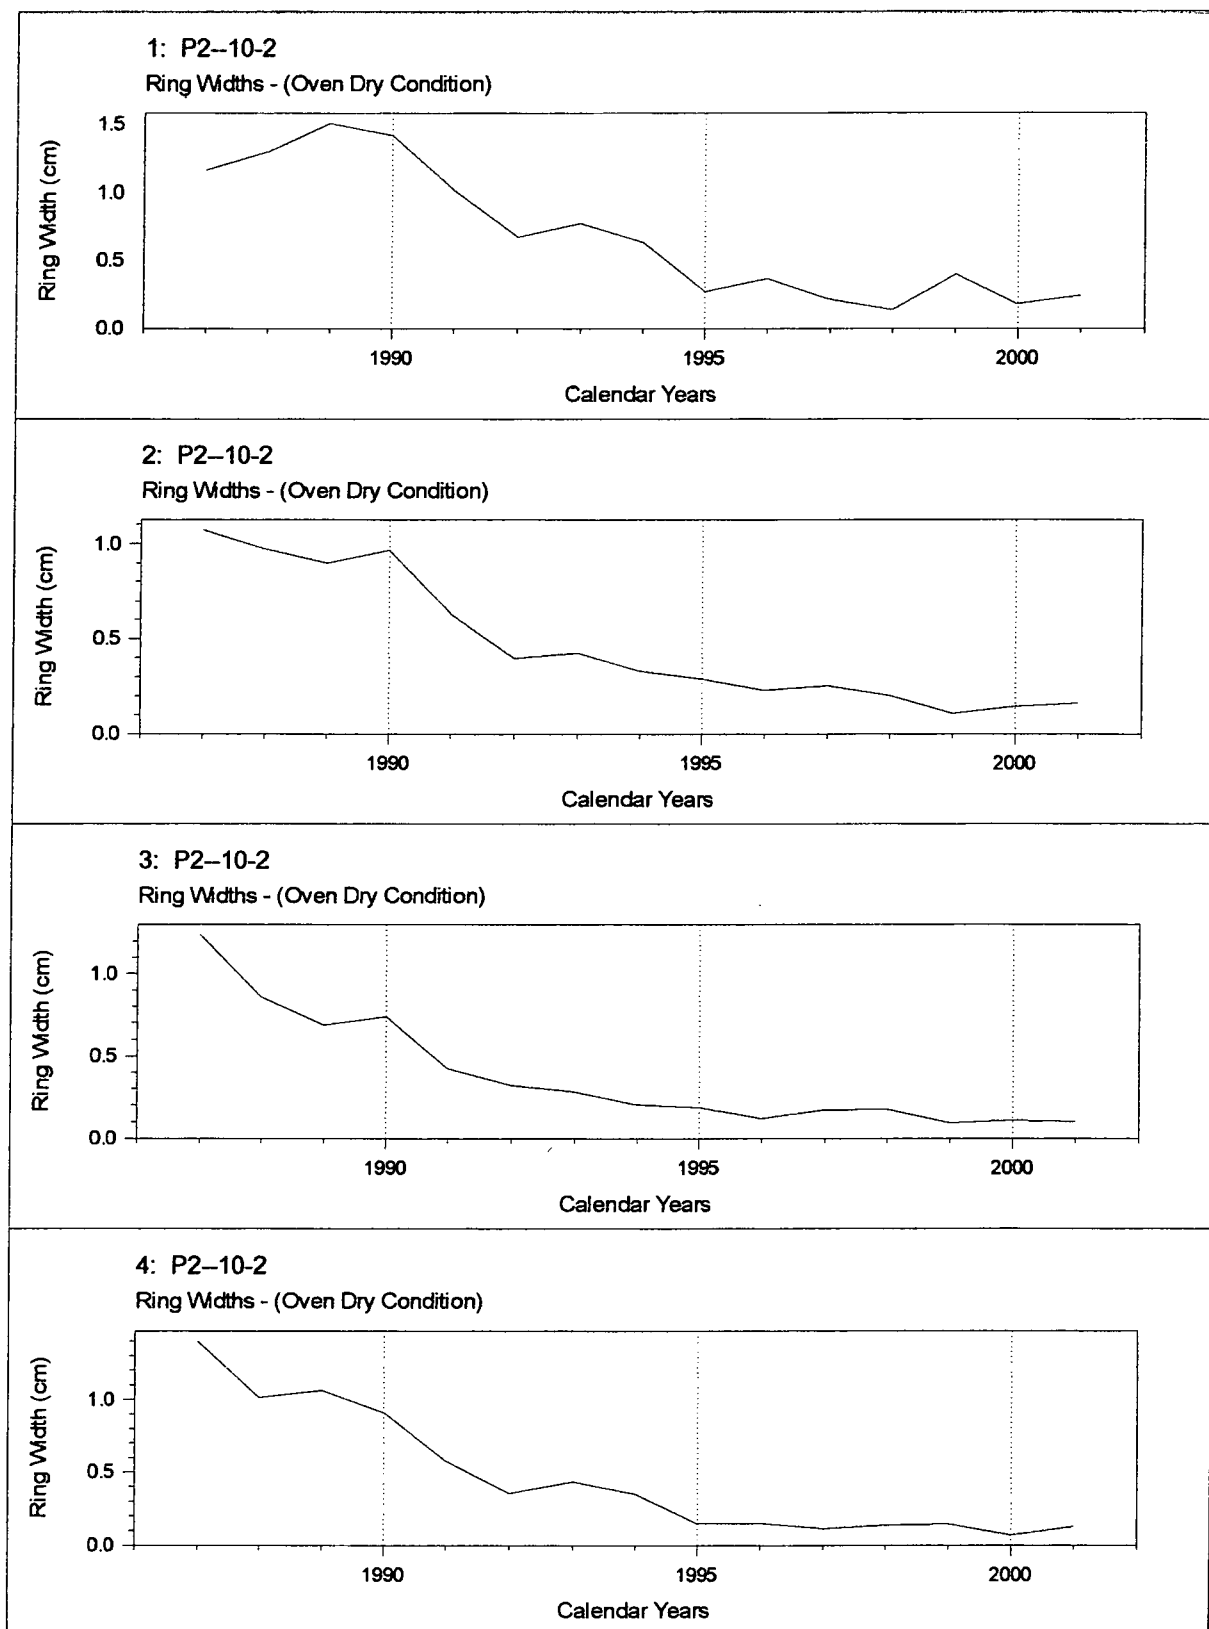 1: P2--10-2
Ring Widths - (Oven Dry Condition)
Ring Width (cm)
1.5
1.0
0.5
0.0
1990 1995 2000
Calendar Years
2: P2--10-2
Ring Widths - (Oven Dry Condition)
Ring Width (cm)
1.0
0.5
0.0
1990 1995 2000
Calendar Years
3: P2--10-2
Ring Widths - (Oven Dry Condition)
Ring Width (cm)
1.0
0.5
0.0
1990 1995 2000
Calendar Years
4: P2--10-2
Ring Widths - (Oven Dry Condition)
Ring Width (cm)
1.0
0.5
0.0
1990 1995 2000
Calendar Years